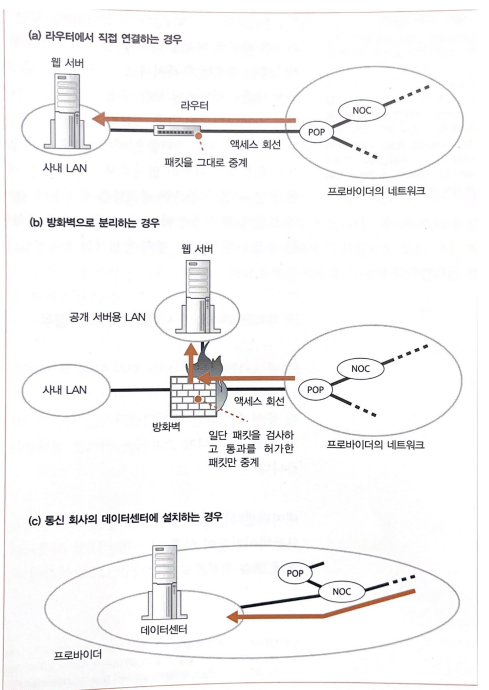 (a) 라우터에서 직접 연결하는 경우
웹 서버
라우터
NOC
POP
액세스 회선
패킷을 그대로 중계
사내 LAN
프로바이더의 네트워크
(b) 방화벽으로 분리하는 경우
웹 서버
공개 서버용 LAN
NOC
사내 LAN
POP
액세스 회선
방화벽
일단 패킷을 검사하
고 통과를 허가한
패킷만 중계
프로바이더의 네트워크
(c) 통신 회사의 데이터센터에 설치하는 경우
POP
NOC
데이터센터
프로바이더